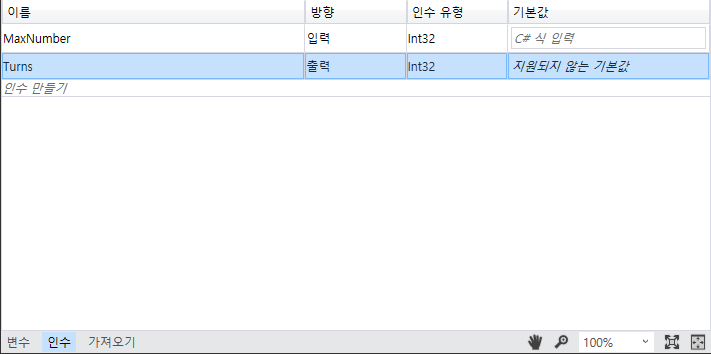 이름 방향 인수 유형 기본값
MaxNumber 입력 Int32 C# 식 입력
Turns 출력 Int32 지원되지 않는 기본값
인수 만들기
변수 인수 가져오기 100%